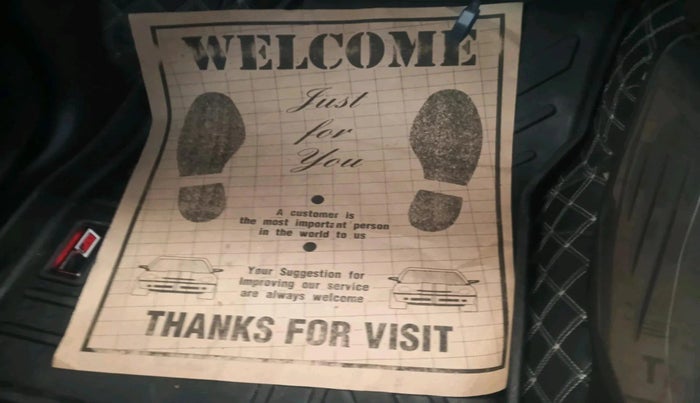 WELCOME
Just
for
You
A customer is
the most important person
in the world to us
Your Suggestion for
improving our service
are always welcome
THANKS FOR VISIT